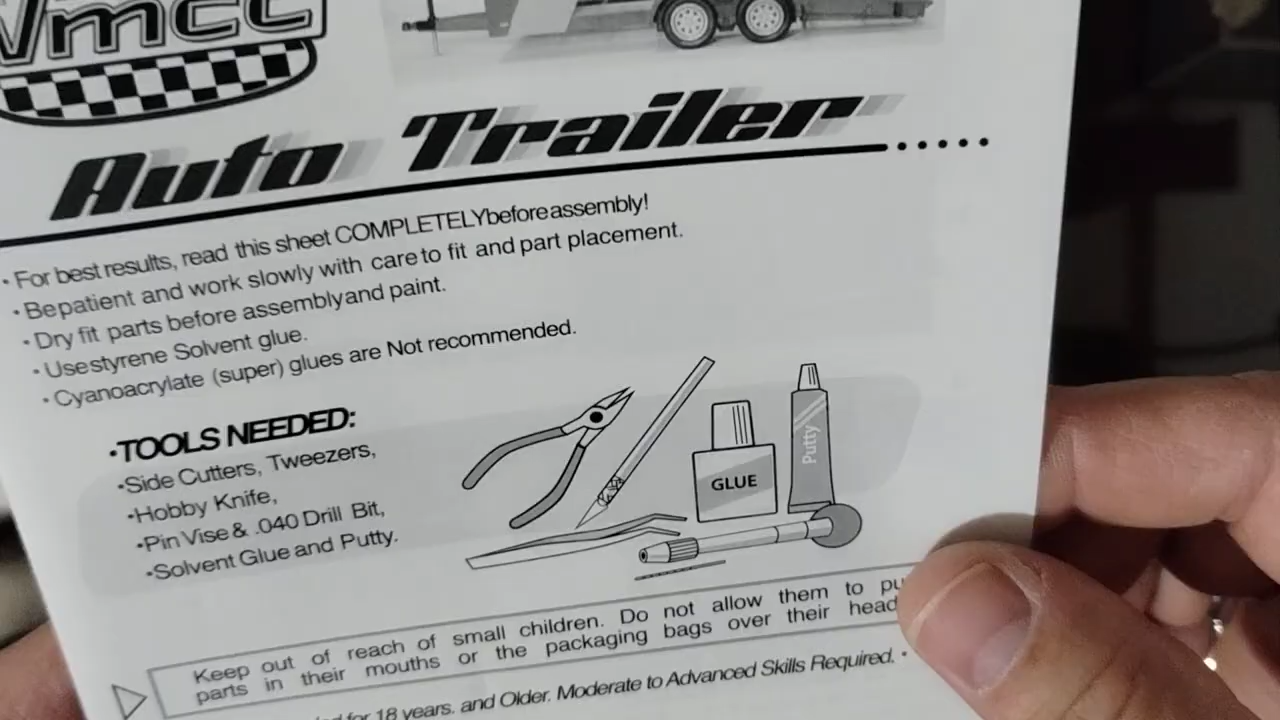 Vmcc
Auto Trailer.....
• For best results, read this sheet COMPLETELYbeforeassembly!
• Bepatient and work slowly with careto fit and part placement.
• Dry fit parts before assemblyand paint.
• Usestyrene Solvent glue.
• Cyanoacrylate (super) glues are Not recommended.
•TOOLS NEEDED:
•Side Cutters, Tweezers,
•Hobby Knife,
•Pin Vise & .040 Drill Bit,
•Solvent Glue and Putty.
GLUE
Putty
Keep out of reach of small children. Do not allow them to
parts in their mouths or the packaging bags over their
for 18 years. and Older. Moderate to Advanced Skills Required. •